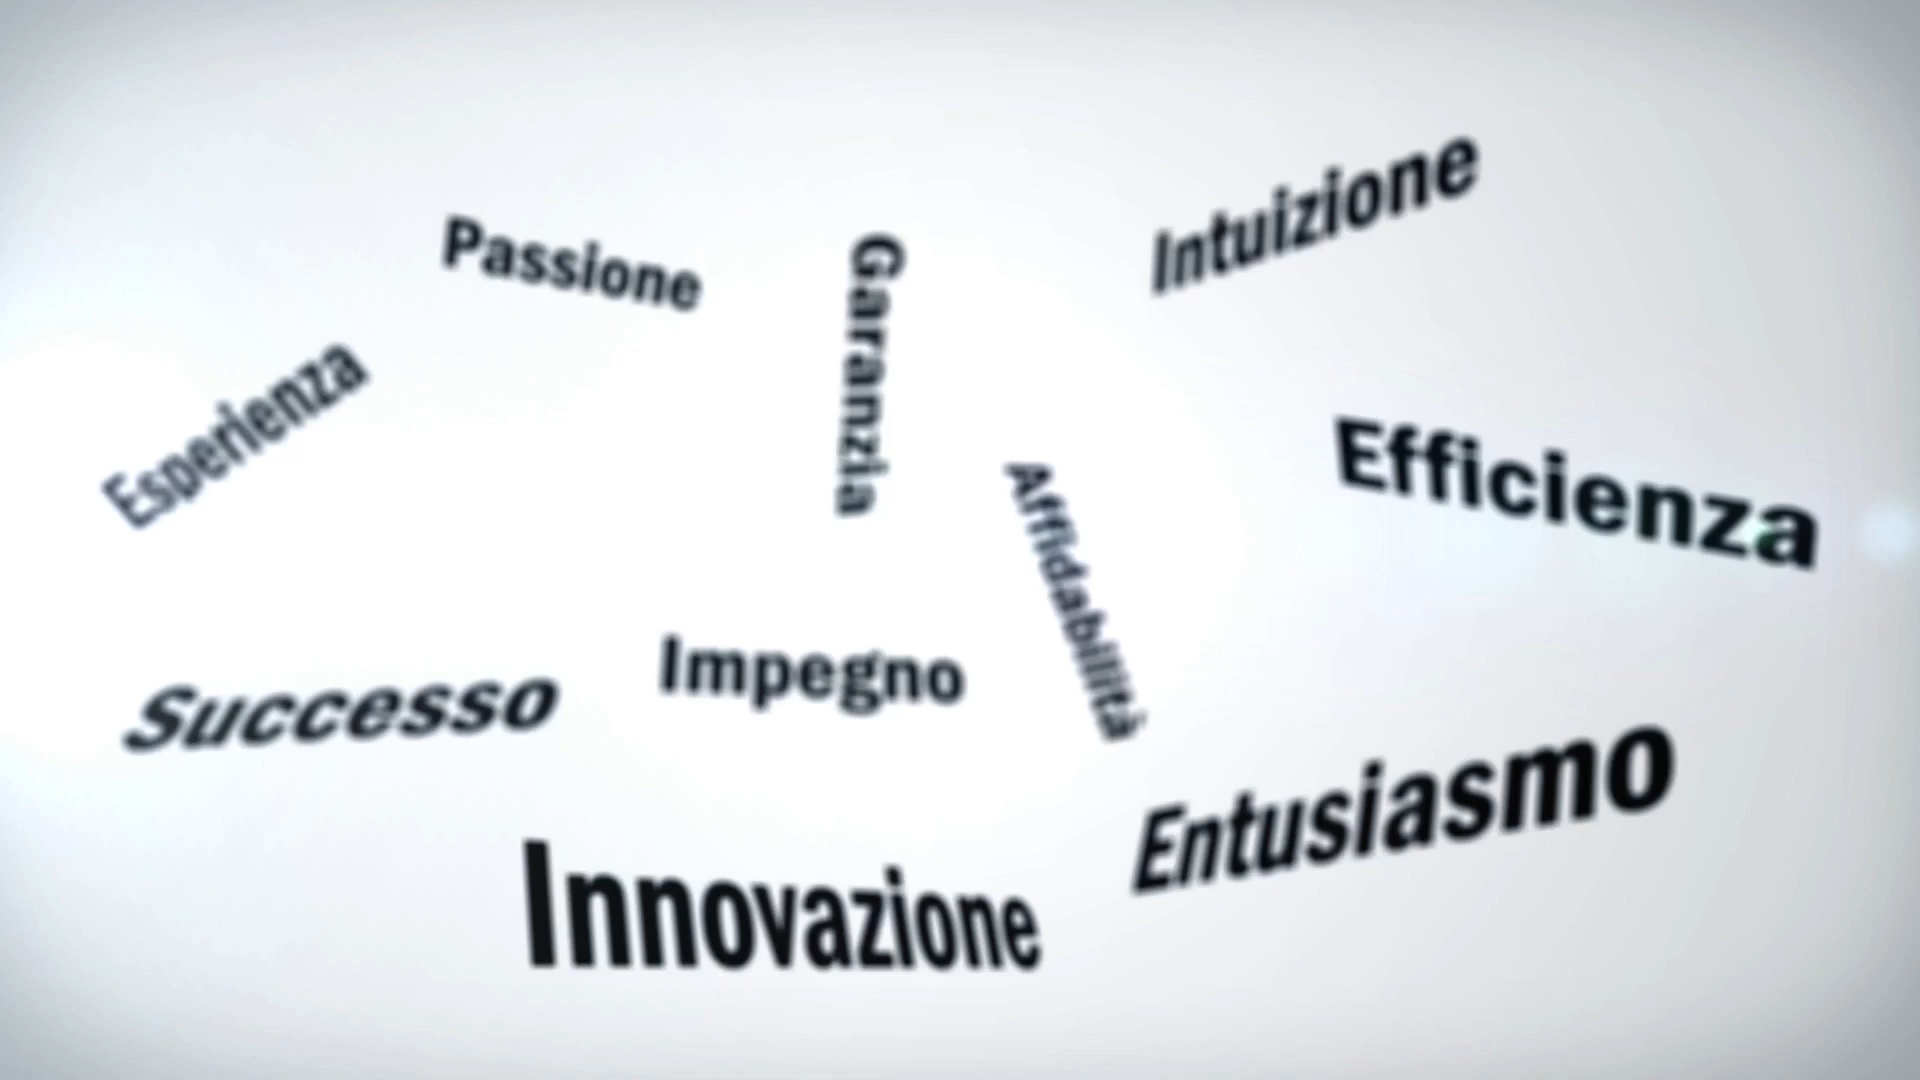 Intuizione
Passione
Garanzia
Esperienza
Efficienza
Affidabilità
Impegno
Successo
Entusiasmo
Innovazione